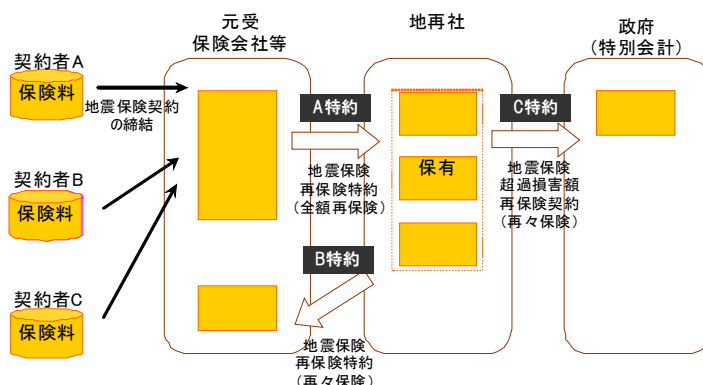 元受
保険会社等
地再社
政府
(特別会計)
契約者A
保険料
地震保険契約
の締結
A特約
C特約
地震保険
再保険特約
(全額再保険)
保有
地震保険
超過損害額
再保険契約
(再々保険)
契約者B
保険料
B特約
契約者C
保険料
地震保険
再保険特約
(再々保険)